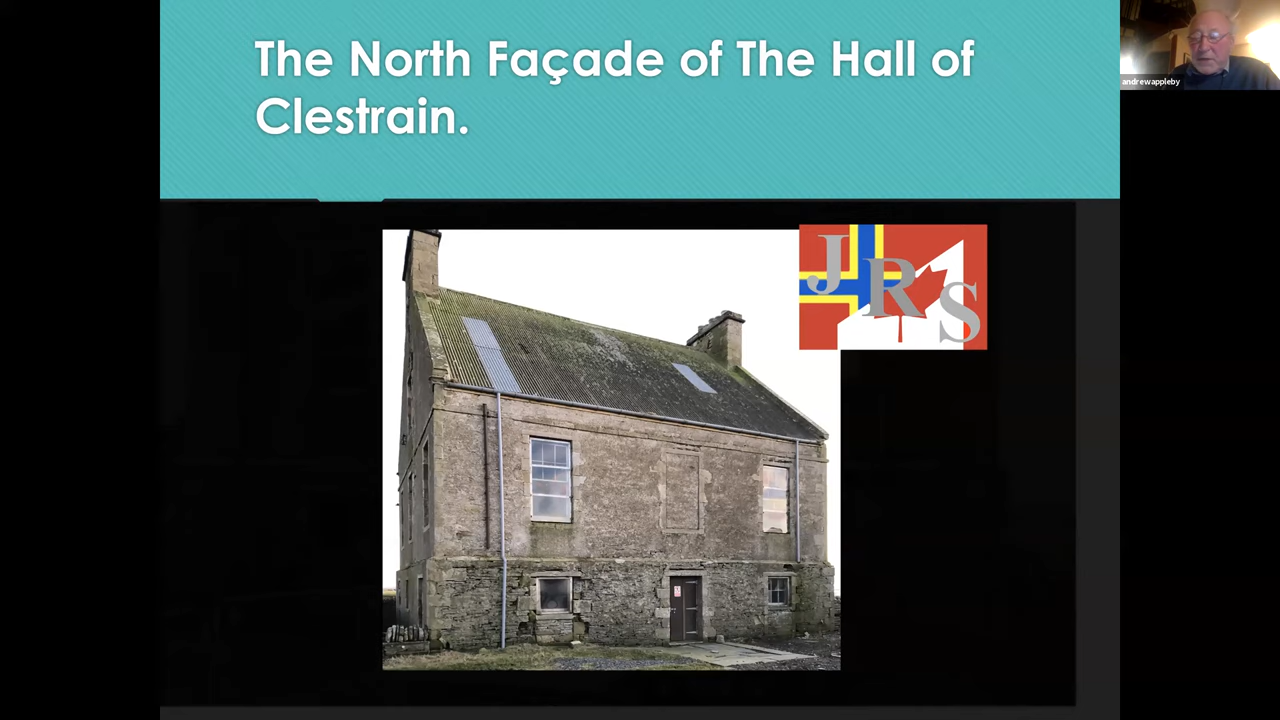 The North Façade of The Hall of
Clestrain.
andrewappleby
JRS